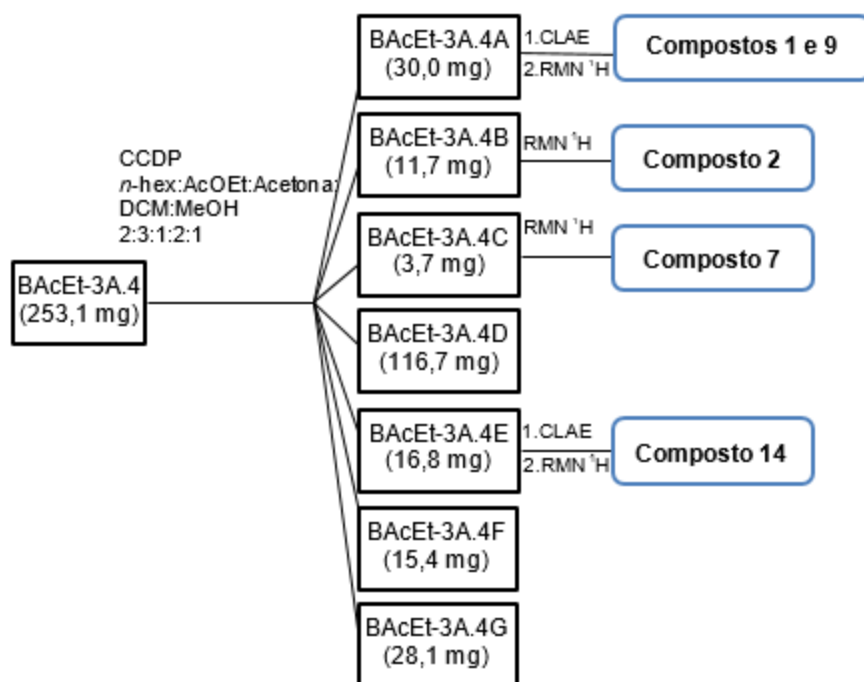 BAcEt-3A.4A
(30,0 mg)
1.CLAE
2.RMN ¹H
Compostos 1 e 9
CCDP
n-hex:AcOEt:Acetona:
DCM:MeOH
2:3:1:2:1
BAcEt-3A.4B
(11,7 mg)
RMN ¹H
Composto 2
BAcEt-3A.4C
(3,7 mg)
RMN ¹H
Composto 7
BAcEt-3A.4
(253,1 mg)
BAcEt-3A.4D
(116,7 mg)
BAcEt-3A.4E
(16,8 mg)
1.CLAE
2.RMN ¹H
Composto 14
BAcEt-3A.4F
(15,4 mg)
BAcEt-3A.4G
(28,1 mg)